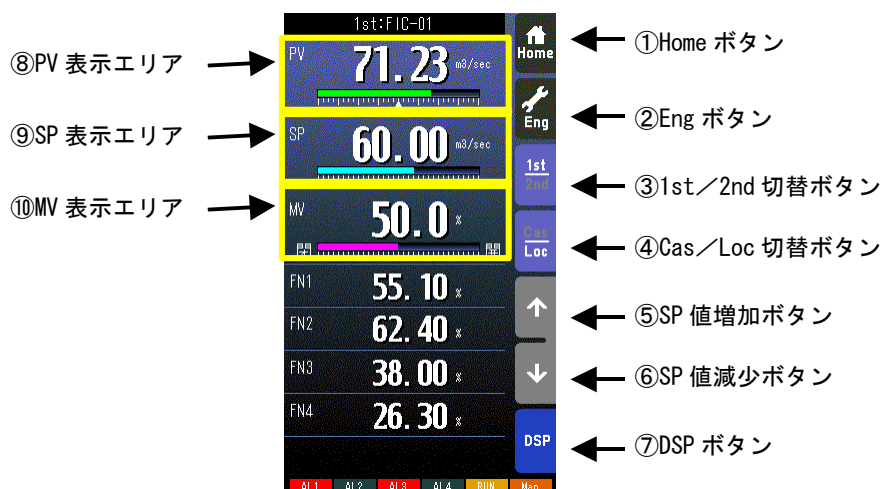 1st:FIC-01
PV 71.23 m3/sec
SP 60.00 m3/sec
MV 50.0 %
閉 開
FN1 55.10 %
FN2 62.40 %
FN3 38.00 %
FN4 26.30 %
AL1 AL2 AL3 AL4 RUN Man
Home
Eng
1st
2nd
Cas
Loc
↑
↓
DSP
⑧PV 表示エリア
⑨SP 表示エリア
⑩MV 表示エリア
①Home ボタン
②Eng ボタン
③1st／2nd 切替ボタン
④Cas／Loc 切替ボタン
⑤SP 値増加ボタン
⑥SP 値減少ボタン
⑦DSP ボタン